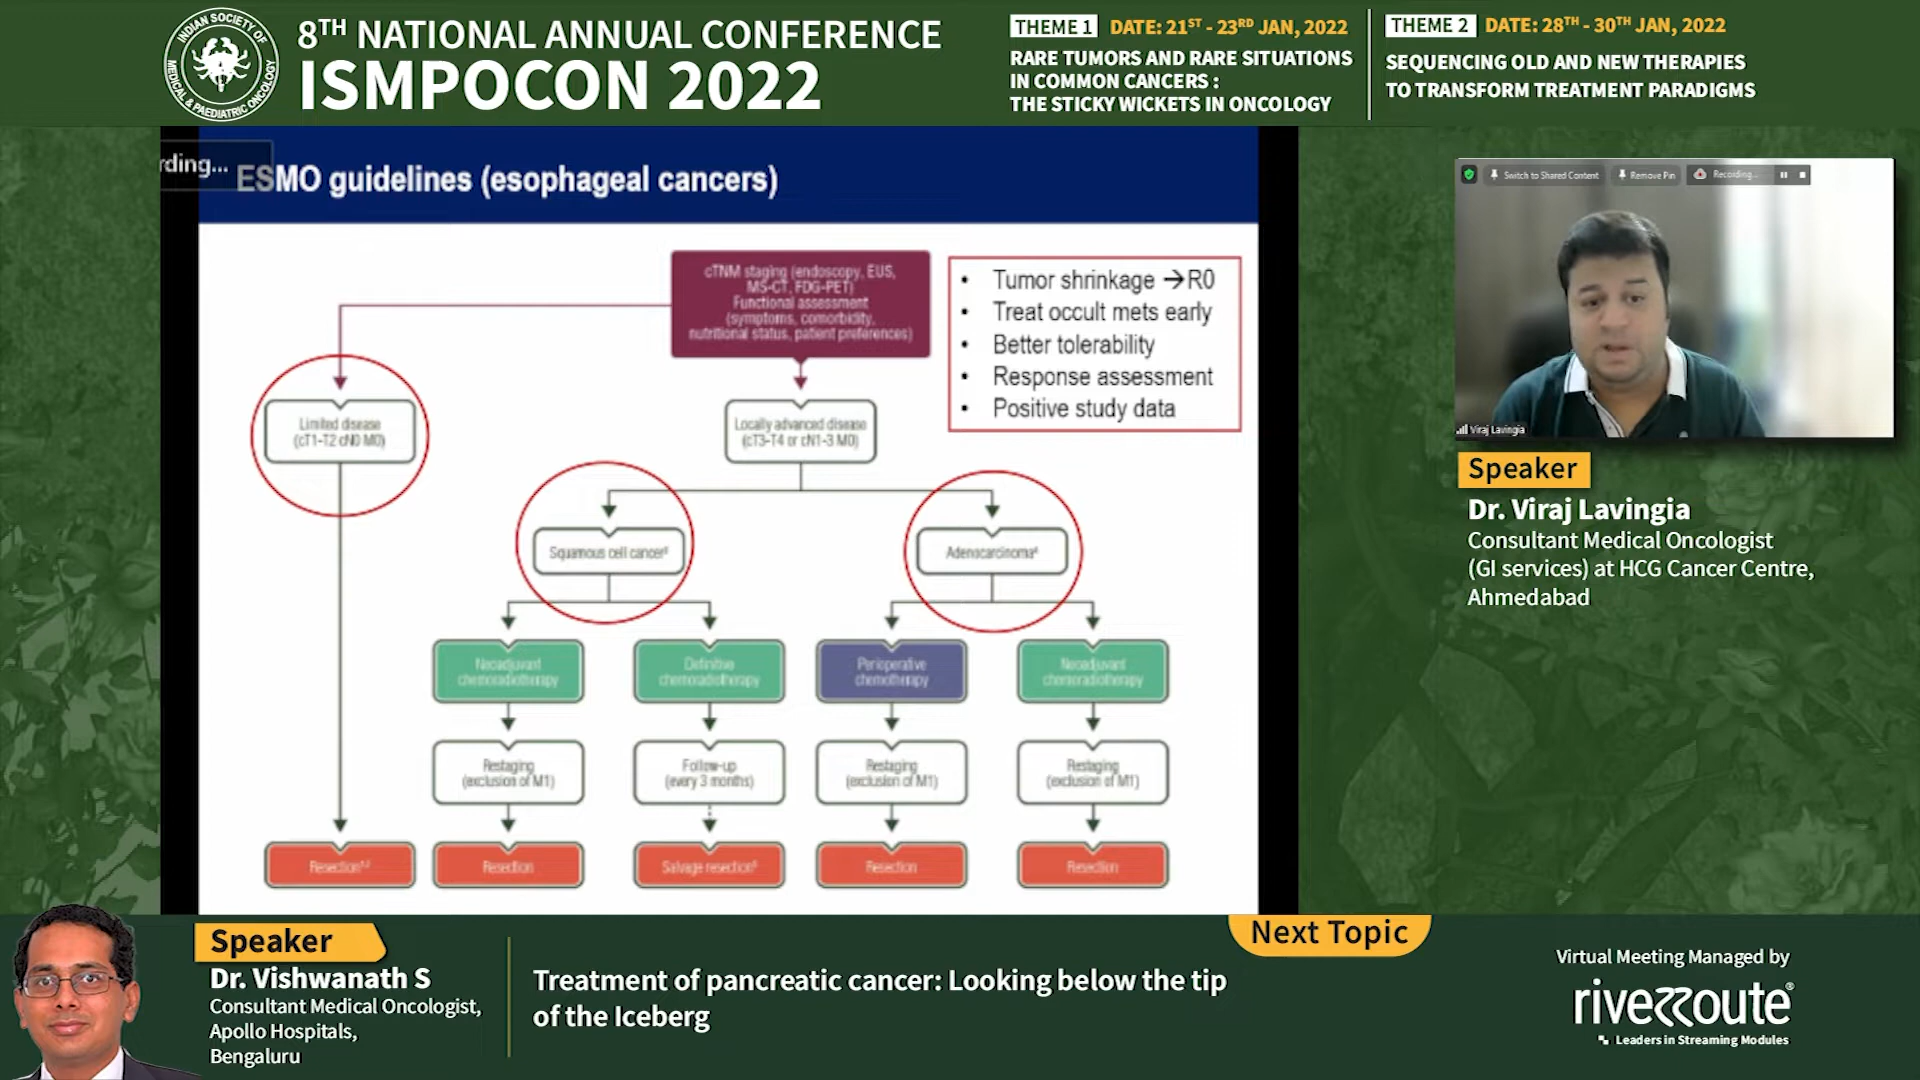 INDIAN SOCIETY OF
MEDICAL & PAEDIATRIC ONCOLOGY
8TH NATIONAL ANNUAL CONFERENCE
ISMPOCON 2022
THEME 1 DATE: 21ST - 23RD JAN, 2022
RARE TUMORS AND RARE SITUATIONS
IN COMMON CANCERS :
THE STICKY WICKETS IN ONCOLOGY
THEME 2 DATE: 28TH - 30TH JAN, 2022
SEQUENCING OLD AND NEW THERAPIES
TO TRANSFORM TREATMENT PARADIGMS
rding...
ESMO guidelines (esophageal cancers)
cTNM staging (endoscopy, EUS,
MS-CT, FDG-PET)
Functional assessment
(symptoms, comorbidity,
nutritional status, patient preferences)
• Tumor shrinkage →R0
• Treat occult mets early
• Better tolerability
• Response assessment
• Positive study data
Limited disease
(cT1-T2 cN0 M0)
Locally advanced disease
(cT3-T4 or cN1-3 M0)
Squamous cell cancer
Adenocarcinoma
Neoadjuvant
chemoradiotherapy
Definitive
chemoradiotherapy
Perioperative
chemotherapy
Neoadjuvant
chemoradiotherapy
Restaging
(exclusion of M1)
Follow-up
(every 3 months)
Restaging
(exclusion of M1)
Restaging
(exclusion of M1)
Resection
Resection
Salvage resection
Resection
Resection
Switch to Shared Content
Remove Pin
Recording...
Viraj Lavingia
Speaker
Dr. Viraj Lavingia
Consultant Medical Oncologist
(GI services) at HCG Cancer Centre,
Ahmedabad
Speaker
Dr. Vishwanath S
Consultant Medical Oncologist,
Apollo Hospitals,
Bengaluru
Next Topic
Treatment of pancreatic cancer: Looking below the tip
of the Iceberg
Virtual Meeting Managed by
riverroute®
Leaders in Streaming Modules